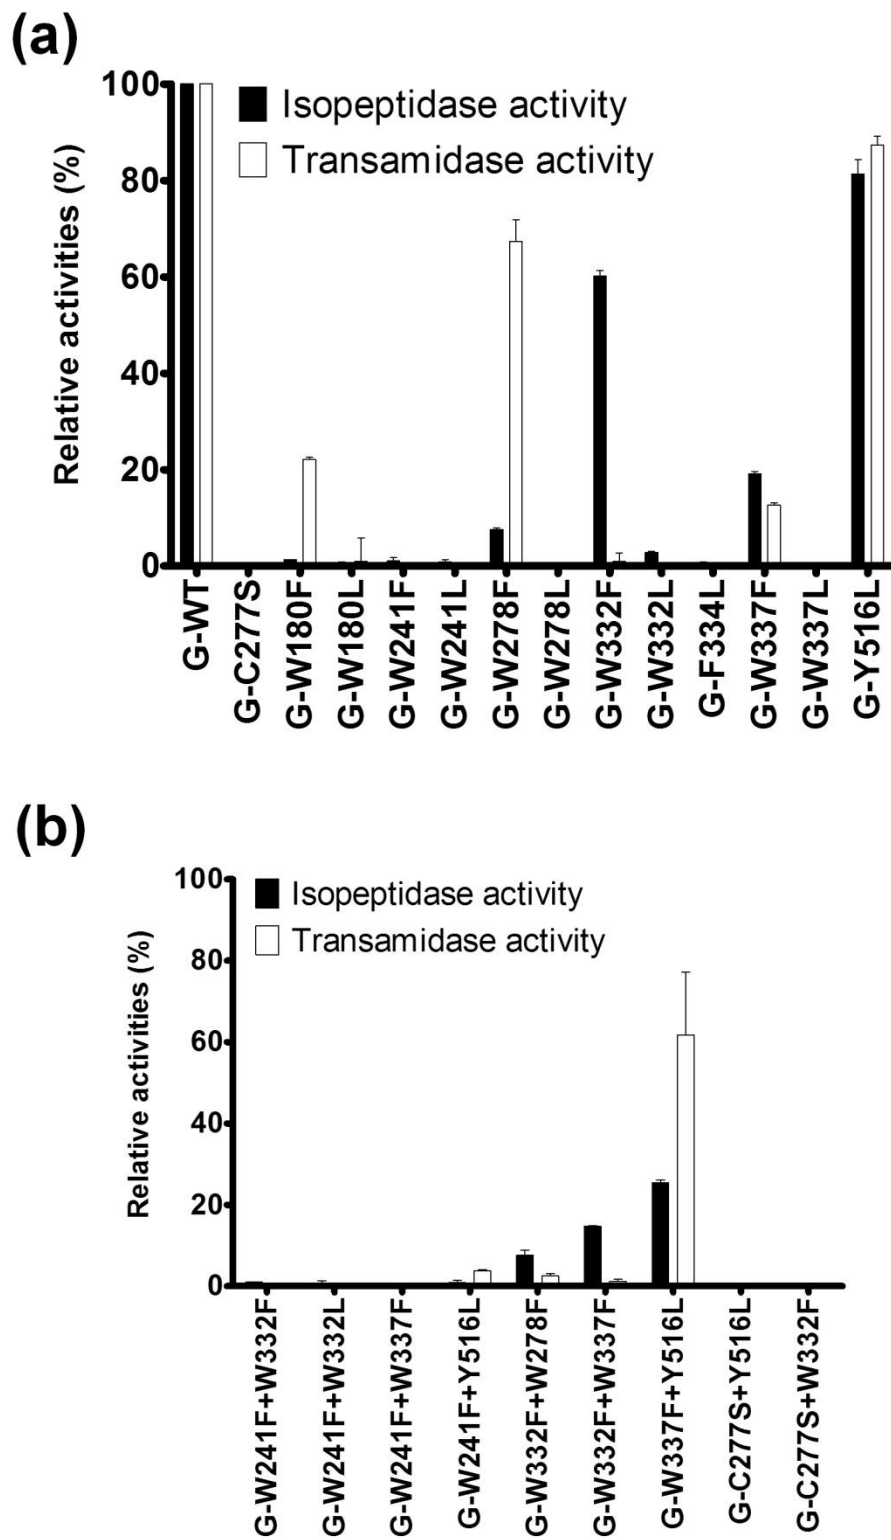 (a)
Relative activities (%)
100
80
60
40
20
0
Isopeptidase activity
Transamidase activity
G-WT
G-C277S
G-W180F
G-W180L
G-W241F
G-W241L
G-W278F
G-W278L
G-W332F
G-W332L
G-F334L
G-W337F
G-W337L
G-Y516L
(b)
Relative activities (%)
100
80
60
40
20
0
Isopeptidase activity
Transamidase activity
G-W241F+W332F
G-W241F+W332L
G-W241F+W337F
G-W241F+Y516L
G-W332F+W278F
G-W332F+W337F
G-W337F+Y516L
G-C277S+Y516L
G-C277S+W332F